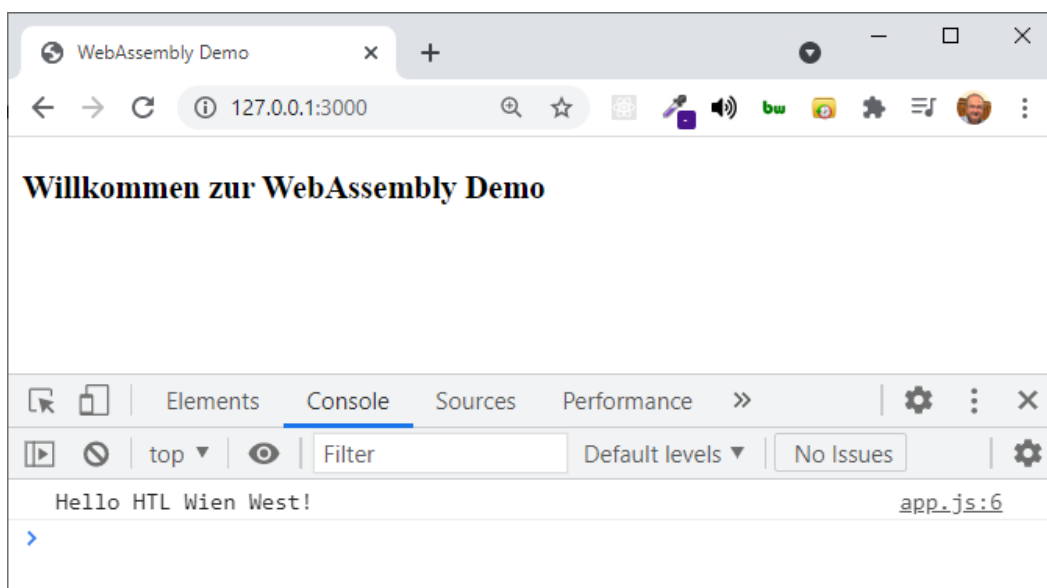 WebAssembly Demo
127.0.0.1:3000
bw
Willkommen zur WebAssembly Demo
Elements Console Sources Performance
top Filter Default levels No Issues
Hello HTL Wien West! app.js:6